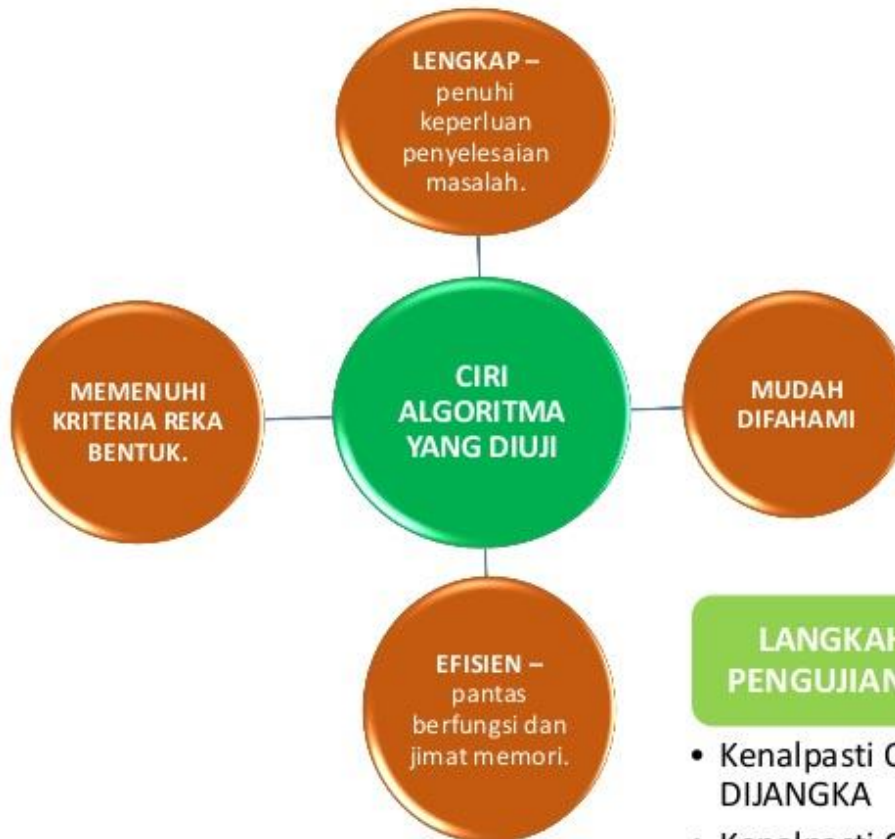 LENGKAP –
penuhi
keperluan
penyelesaian
masalah.
MEMENUHI
KRITERIA REKA
BENTUK.
CIRI
ALGORITMA
YANG DIUJI
MUDAH
DIFAHAMI
EFISIEN –
pantas
berfungsi dan
jimat memori.
LANGKAH
PENGUJIAN
• Kenalpasti
DIJANGKA